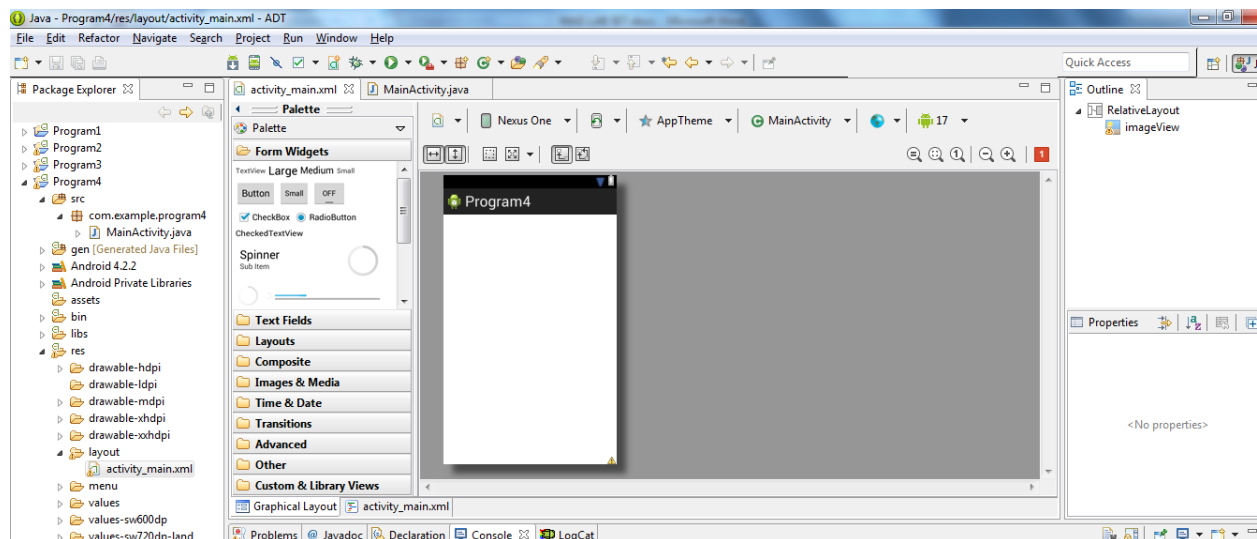 Java - Program4/res/layout/activity_main.xml - ADT
File Edit Refactor Navigate Search Project Run Window Help
Quick Access
Package Explorer
Program1
Program2
Program3
Program4
src
com.example.program4
MainActivity.java
gen [Generated Java Files]
Android 4.2.2
Android Private Libraries
assets
bin
libs
res
drawable-hdpi
drawable-ldpi
drawable-mdpi
drawable-xhdpi
drawable-xxhdpi
layout
activity_main.xml
menu
values
values-sw600dp
values-sw720dp-land
activity_main.xml MainActivity.java
Palette
Palette
Form Widgets
TextView Large Medium Small
Button Small OFF
CheckBox RadioButton
CheckedTextView
Spinner
Sub Item
Text Fields
Layouts
Composite
Images & Media
Time & Date
Transitions
Advanced
Other
Custom & Library Views
Nexus One AppTheme MainActivity 17
1
Program4
Graphical Layout activity_main.xml
Problems @ Javadoc Declaration Console LogCat
Outline
RelativeLayout
imageView
Properties
<No properties>